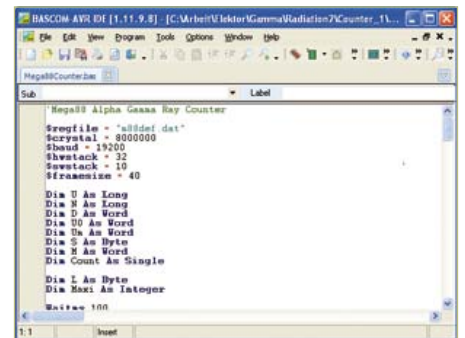 BASCOM-AVR IDE [1.11.9.8] - [C:\Arbeit\Elektor\Gamma\Radiation7\Counter_1\...
File Edit View Program Tools Options Window Help
Mega88Counter.bas
Sub Label
'Mega88 Alpha Gamma Ray Counter
$regfile = "m88def.dat"
$crystal = 8000000
$baud = 19200
$hwstack = 32
$swstack = 10
$framesize = 40
Dim U As Long
Dim N As Long
Dim D As Word
Dim U0 As Word
Dim Um As Word
Dim S As Byte
Dim M As Word
Dim Count As Single
Dim L As Byte
Dim Maxi As Integer
Waitms 100
1: 1 Insert